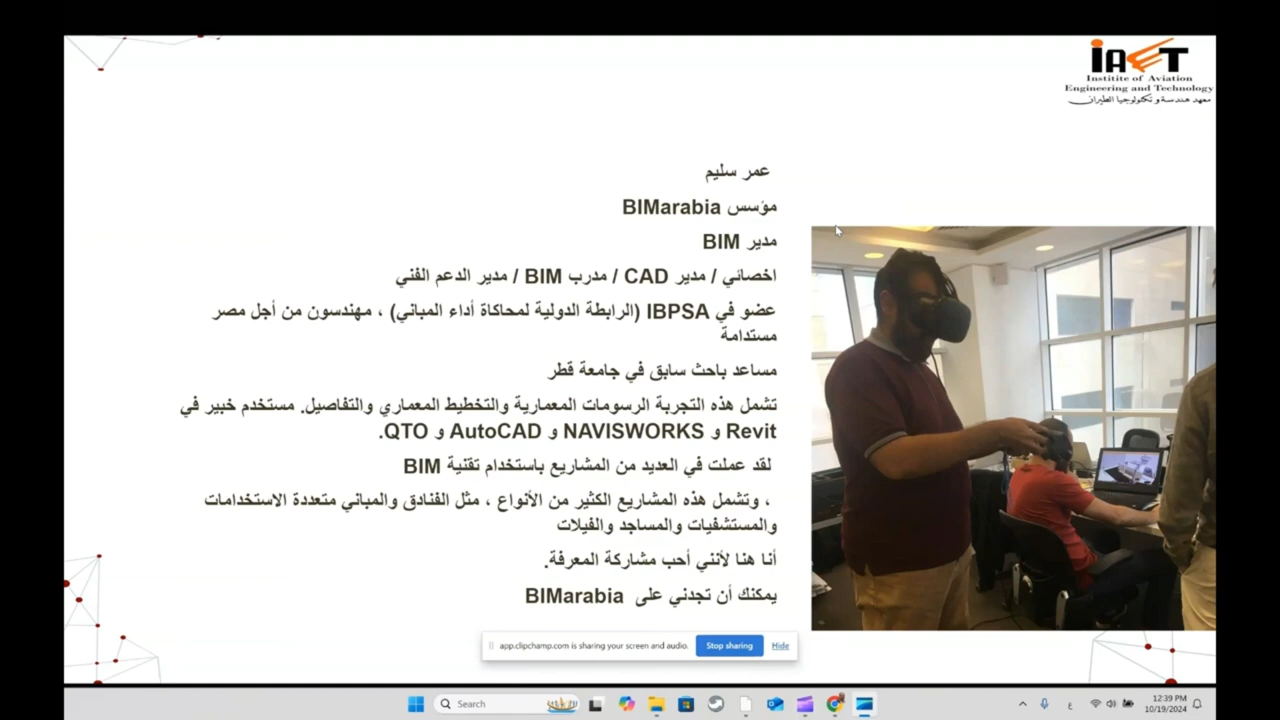 IAET
Institite of Aviation
Engineering and Technology
معهد هندسة و تكنولوجيا الطيران
عمر سليم
مؤسس BIMarabia
مدير BIM
اخصائي / مدير CAD / مدرب BIM / مدير الدعم الفني
عضو في IBPSA (الرابطة الدولية لمحاكاة أداء المباني) ، مهندسون من أجل مصر
مستدامة
مساعد باحث سابق في جامعة قطر
تشمل هذه التجربة الرسومات المعمارية والتخطيط المعماري والتفاصيل. مستخدم خبير في
Revit و NAVISWORKS و AutoCAD و QTO.
لقد عملت في العديد من المشاريع باستخدام تقنية BIM
، وتشمل هذه المشاريع الكثير من الأنواع ، مثل الفنادق والمباني متعددة الاستخدامات
والمستشفيات والمساجد والفيلات
أنا هنا لأنني أحب مشاركة المعرفة.
يمكنك أن تجدني على BIMarabia
app.clipchamp.com is sharing your screen and audio.
Stop sharing
Hide
Search
ع
12:39 PM
10/19/2024